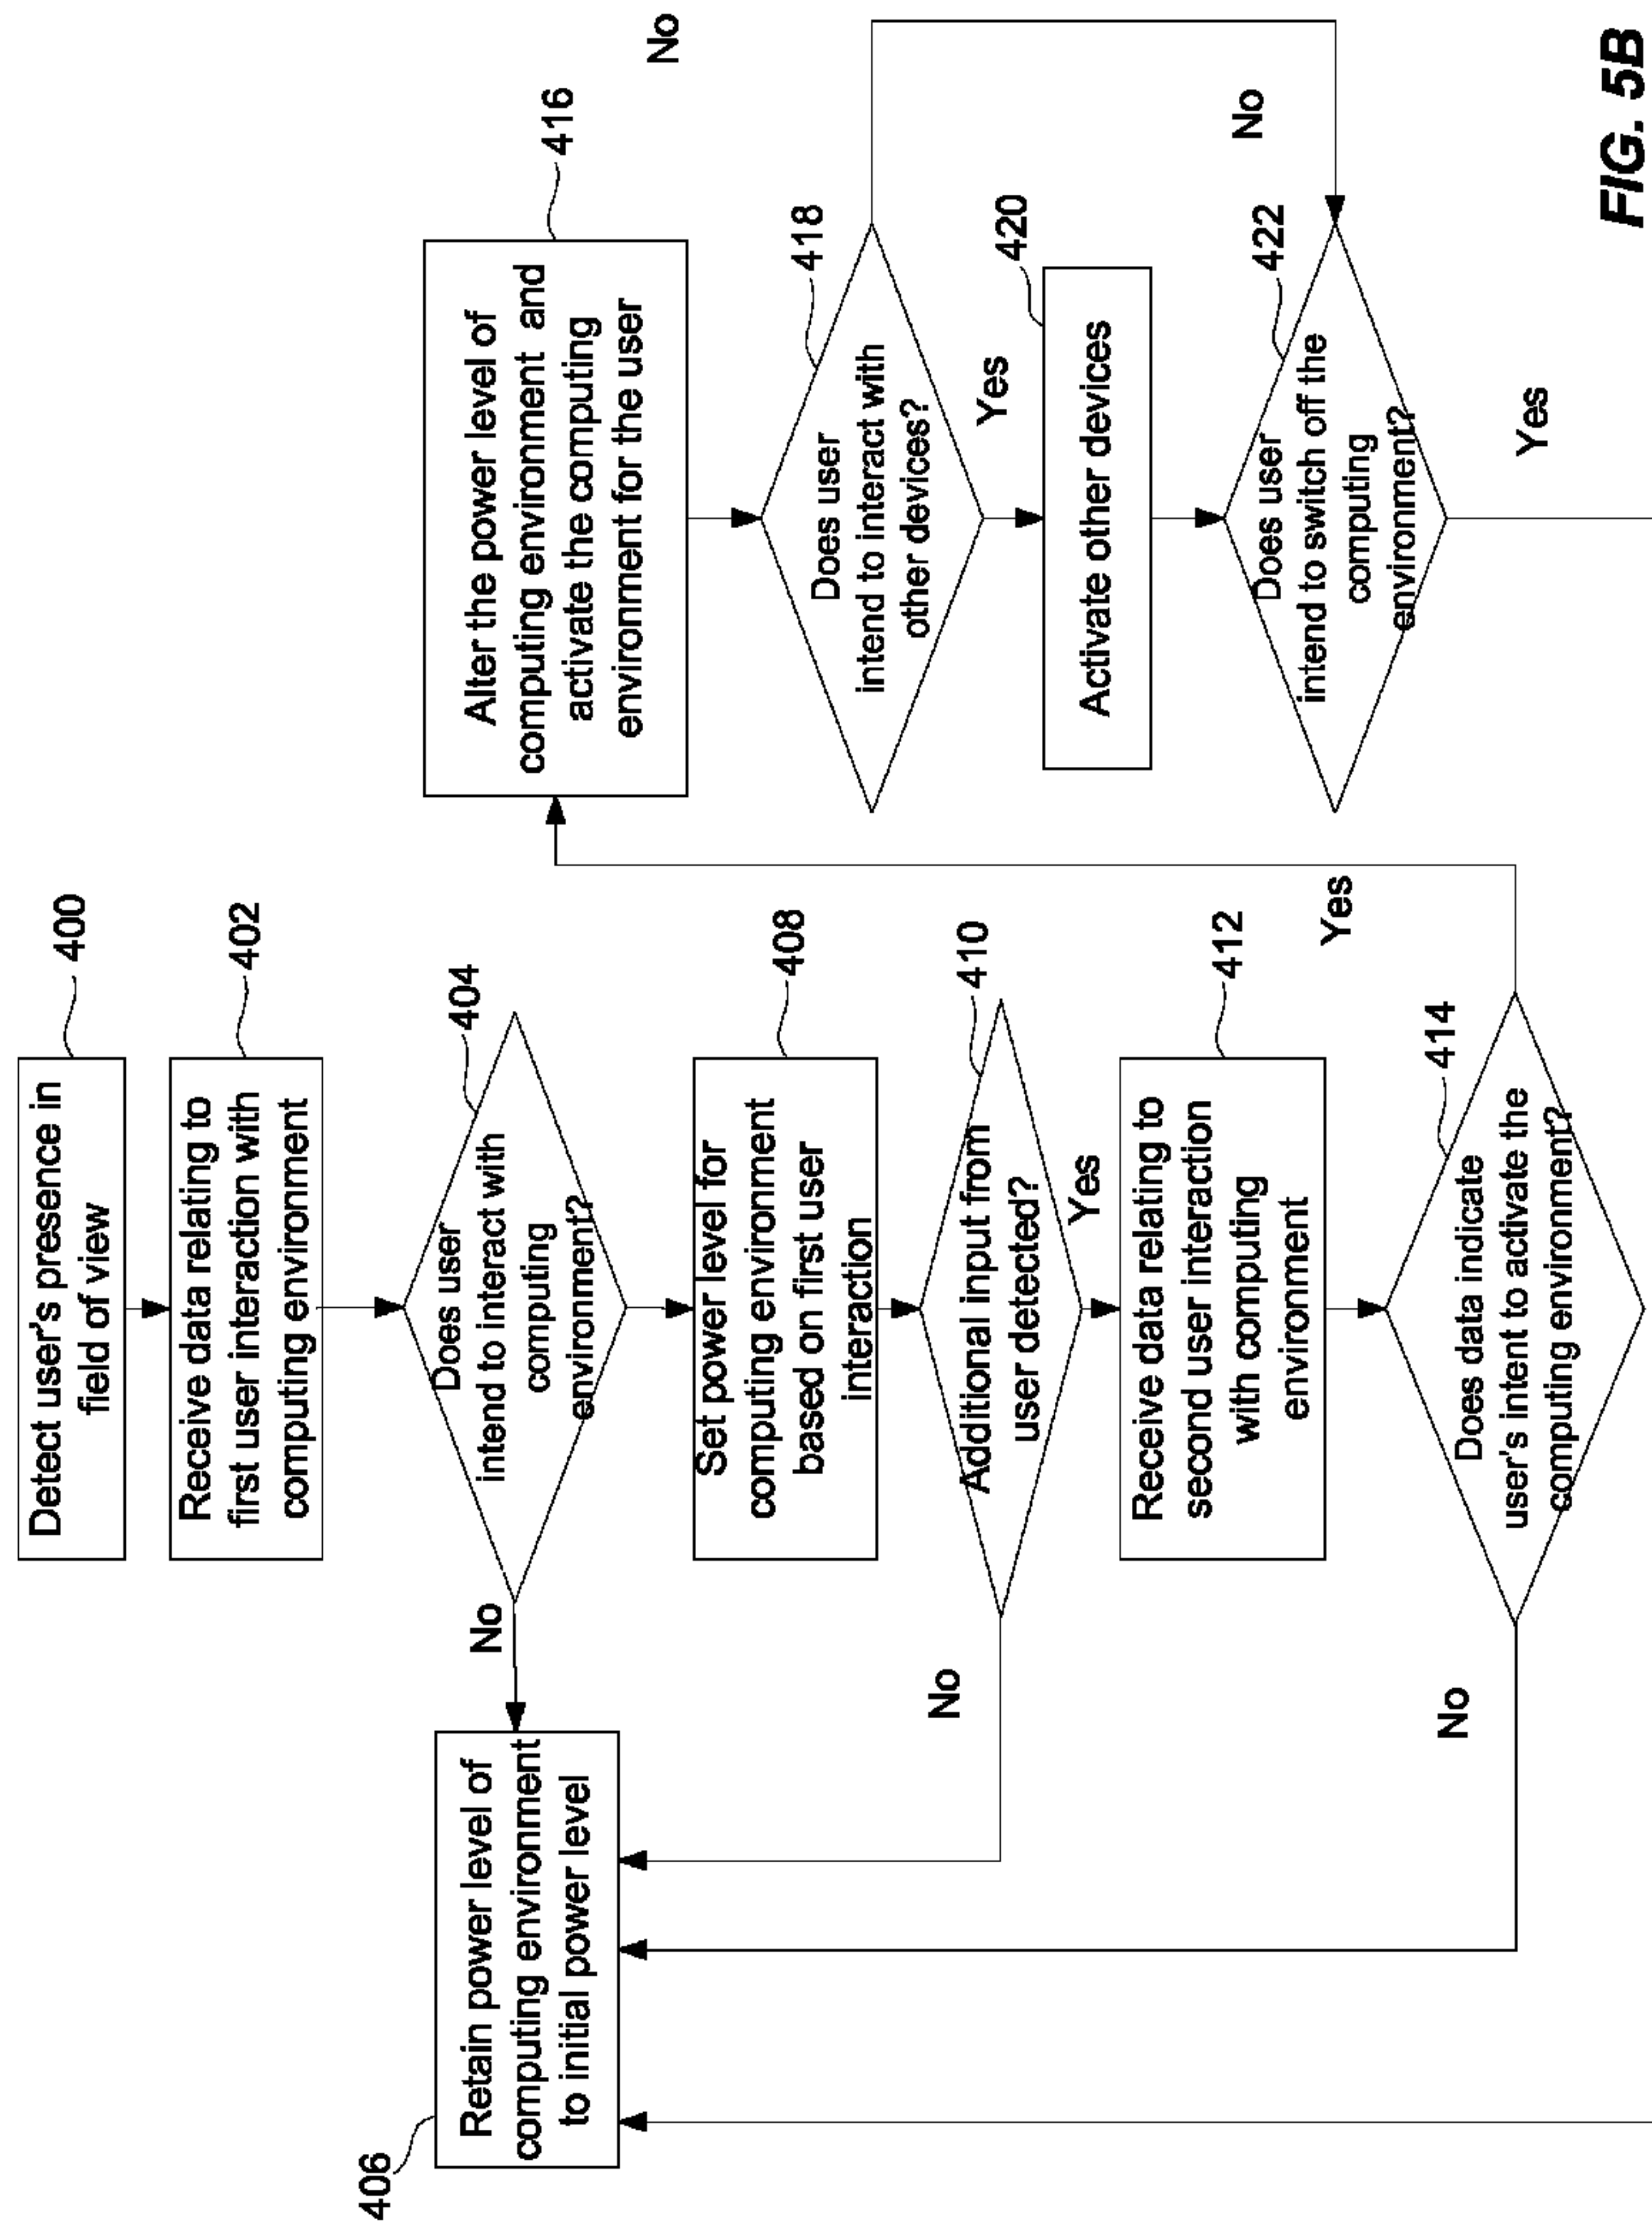 400
Detect user's presence in
field of view
402
Receive data relating to
first user interaction with
computing environment
404
Does user
intend to interact with
computing
environment?
No
406
Retain power level of
computing environment
to initial power level
408
Set power level for
computing environment
based on first user
interaction
410
Additional input from
user detected?
No
Yes
412
Receive data relating to
second user interaction
with computing
environment
414
Does data indicate
user's intent to activate the
computing environment?
No
Yes
416
Alter the power level of
computing environment and
activate the computing
environment for the user
No
418
Does user
intend to interact with
other devices?
Yes
420
Activate other devices
No
422
Does user
intend to switch off the
computing
environment?
Yes
FIG. 5B